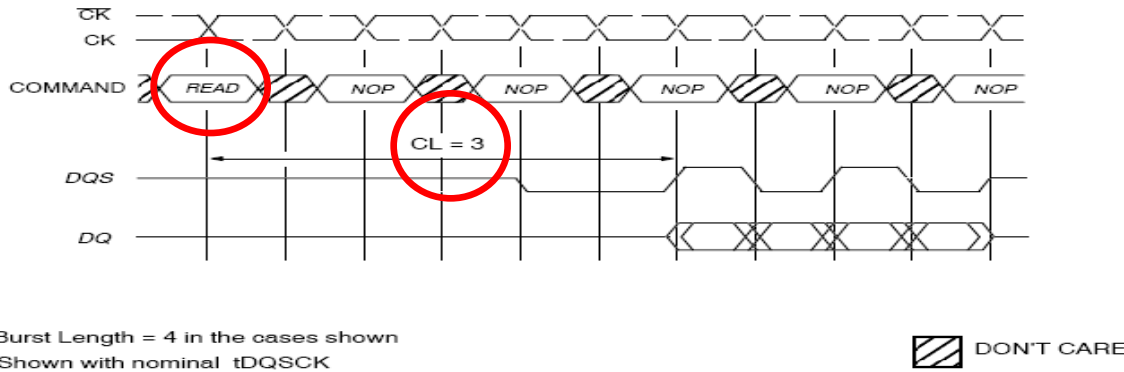 CK
CK
COMMAND READ NOP NOP NOP NOP NOP
CL = 3
DQS
DQ
Burst Length = 4 in the cases shown
Shown with nominal tDQSCK
DON'T CARE